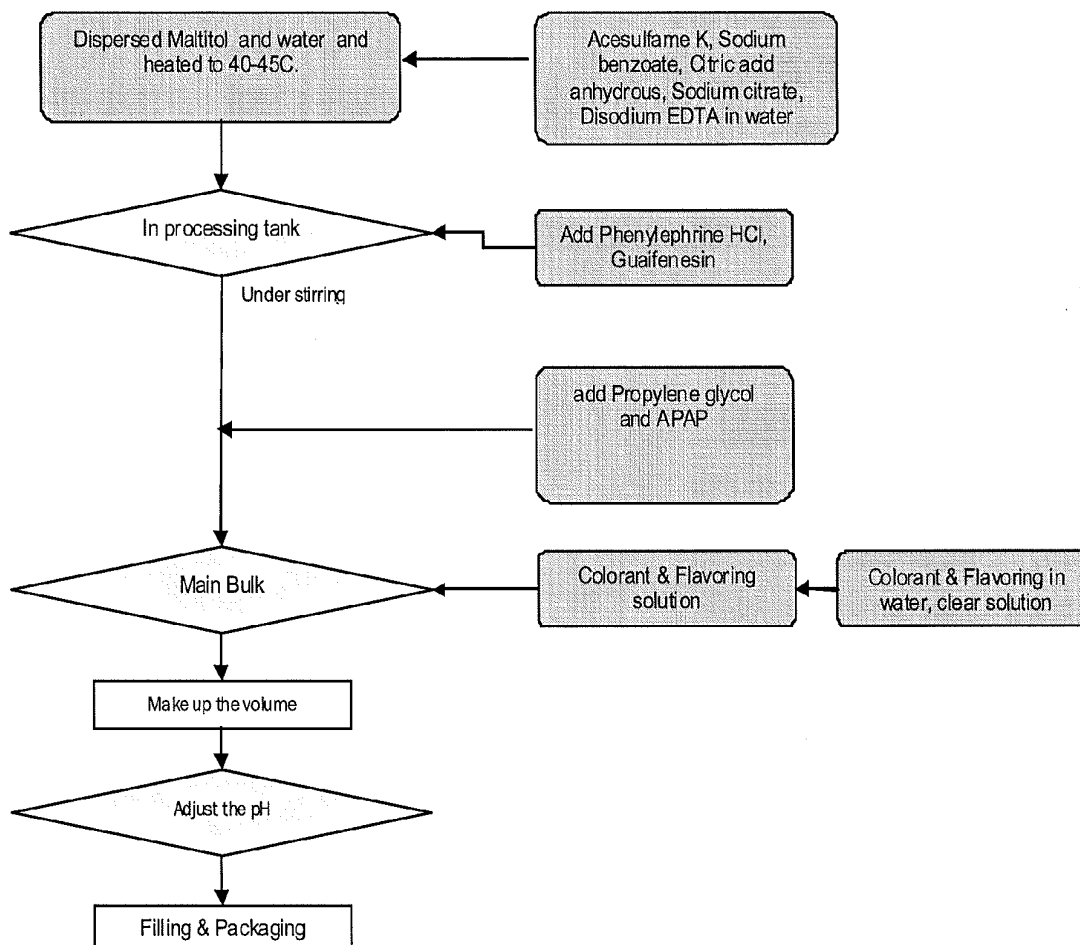 Dispersed Maltitol and water and
heated to 40-45C.
Acesulfame K, Sodium
benzoate, Citric acid
anhydrous, Sodium citrate,
Disodium EDTA in water
In processing tank
Add Phenylephrine HCl,
Guaifenesin
Under stirring
add Propylene glycol
and APAP
Main Bulk
Colorant & Flavoring
solution
Colorant & Flavoring in
water, clear solution
Make up the volume
Adjust the pH
Filling & Packaging